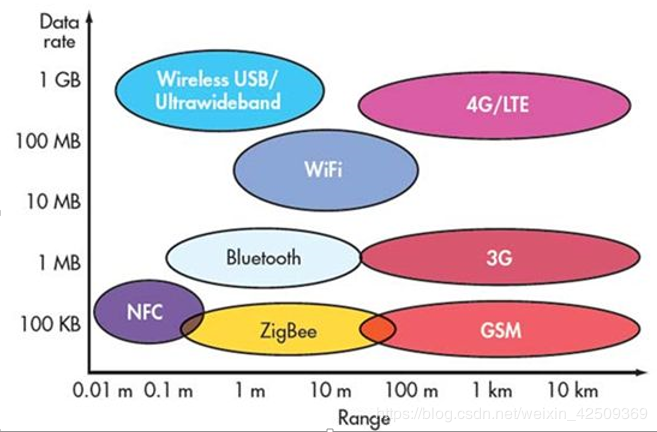 Data
rate
1 GB
100 MB
10 MB
1 MB
100 KB
Wireless USB/
Ultrawideband
4G/LTE
WiFi
Bluetooth
3G
NFC
ZigBee
GSM
0.01 m 0.1 m 1 m 10 m 100 m 1 km 10 km
Range
https://blog.csdn.net/weixin_42509369